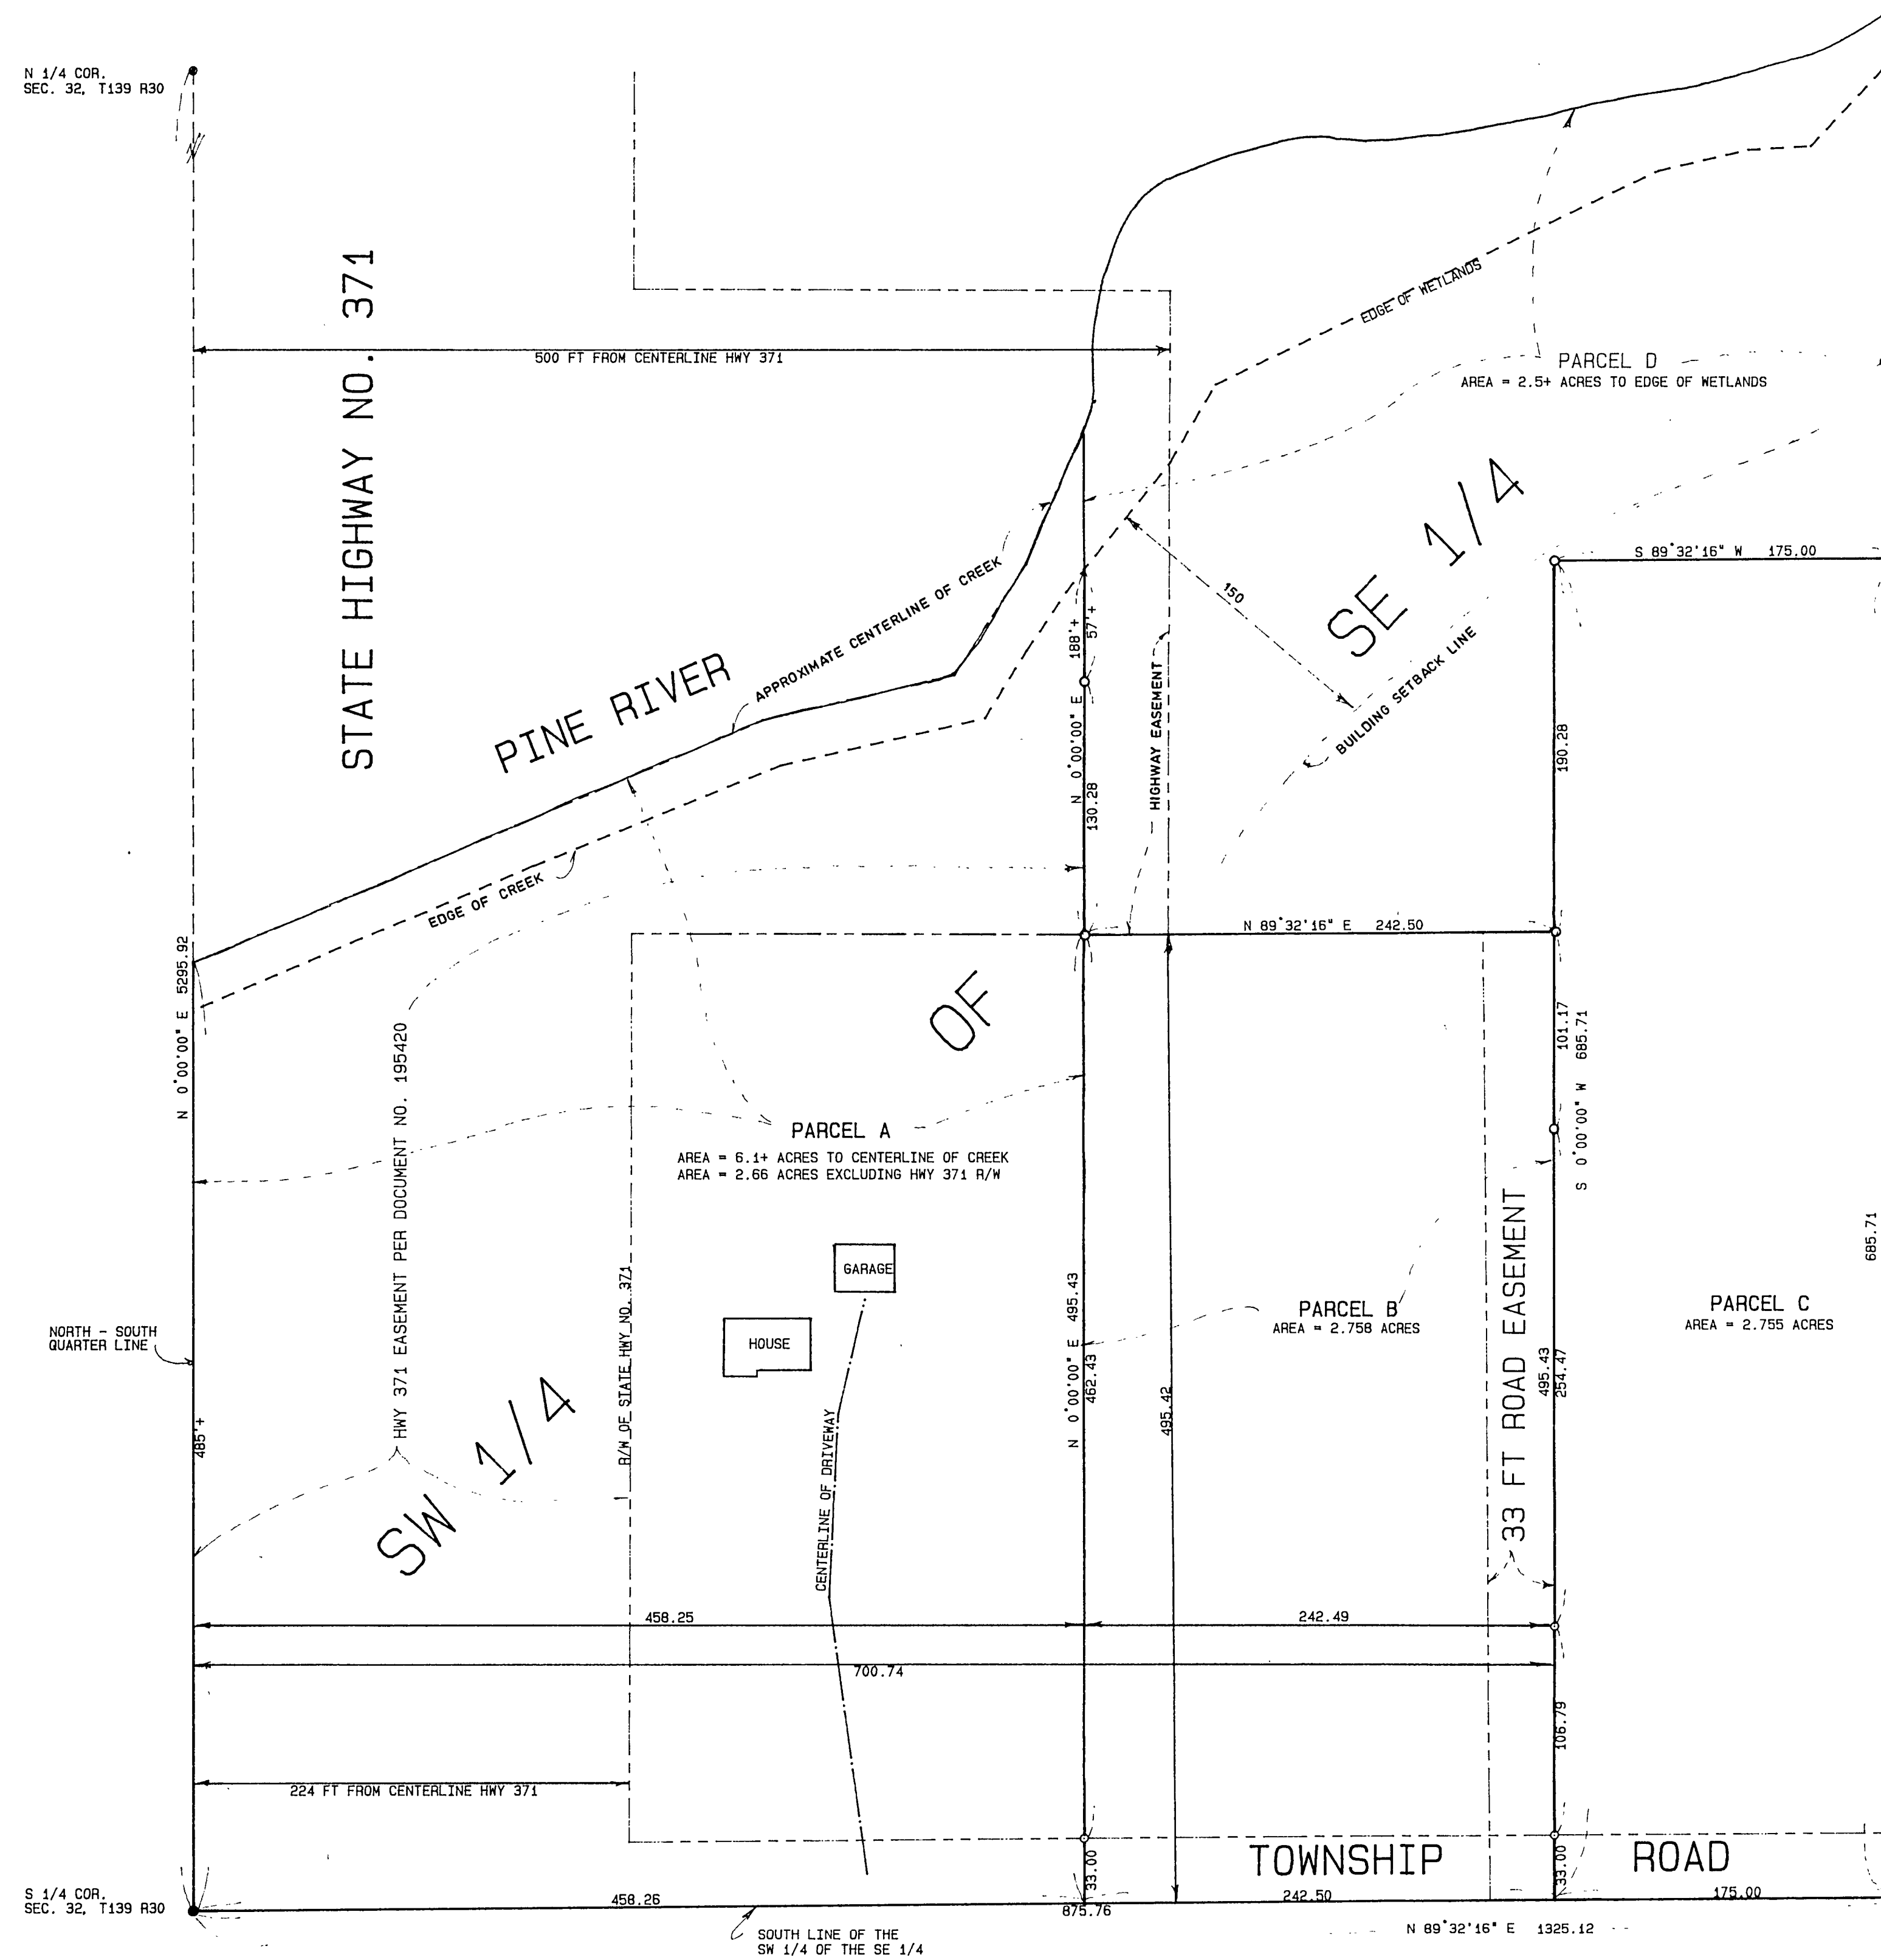 N 1/4 COR.
SEC. 32, T139 R30
STATE HIGHWAY NO. 371
500 FT FROM CENTERLINE HWY 371
EDGE OF WETLANDS
PARCEL D
AREA = 2.5+ ACRES TO EDGE OF WETLANDS
SE 1/4
S 89°32'16" W 175.00
APPROXIMATE CENTERLINE OF CREEK
PINE RIVER
150
BUILDING SETBACK LINE
188'+
57'+
N 0°00'00" E
130.28
HIGHWAY EASEMENT
190.28
EDGE OF CREEK
N 89°32'16" E 242.50
N 0°00'00" E 5295.92
OF
101.17
S 0°00'00" W 685.71
HWY 371 EASEMENT PER DOCUMENT NO. 195420
PARCEL A
AREA = 6.1+ ACRES TO CENTERLINE OF CREEK
AREA = 2.66 ACRES EXCLUDING HWY 371 R/W
685.71
GARAGE
HOUSE
R/W OF STATE HWY NO. 371
N 0°00'00" E 495.43
462.43
495.42
PARCEL B
AREA = 2.758 ACRES
33 FT ROAD EASEMENT
495.43
254.47
PARCEL C
AREA = 2.755 ACRES
NORTH - SOUTH
QUARTER LINE
485'+
SW 1/4
CENTERLINE OF DRIVEWAY
458.25
242.49
700.74
106.79
224 FT FROM CENTERLINE HWY 371
TOWNSHIP ROAD
33.00
33.00
S 1/4 COR.
SEC. 32, T139 R30
458.26
242.50
175.00
875.76
SOUTH LINE OF THE
SW 1/4 OF THE SE 1/4
N 89°32'16" E 1325.12